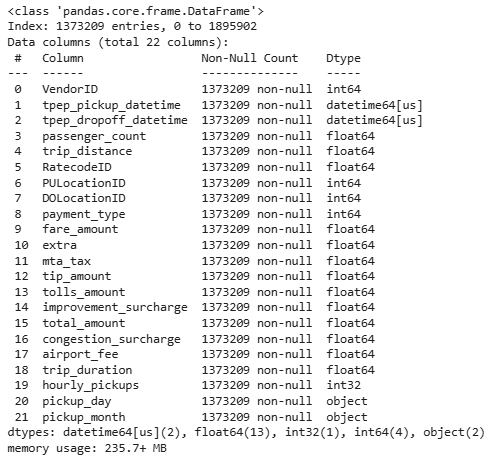 <class 'pandas.core.frame.DataFrame'>
Index: 1373209 entries, 0 to 1895902
Data columns (total 22 columns):
 #   Column                 Non-Null Count    Dtype
---  ------                 --------------    -----
 0   VendorID               1373209 non-null  int64
 1   tpep_pickup_datetime   1373209 non-null  datetime64[us]
 2   tpep_dropoff_datetime  1373209 non-null  datetime64[us]
 3   passenger_count        1373209 non-null  float64
 4   trip_distance          1373209 non-null  float64
 5   RatecodeID             1373209 non-null  float64
 6   PULocationID           1373209 non-null  int64
 7   DOLocationID           1373209 non-null  int64
 8   payment_type           1373209 non-null  int64
 9   fare_amount            1373209 non-null  float64
 10  extra                  1373209 non-null  float64
 11  mta_tax                1373209 non-null  float64
 12  tip_amount             1373209 non-null  float64
 13  tolls_amount           1373209 non-null  float64
 14  improvement_surcharge  1373209 non-null  float64
 15  total_amount           1373209 non-null  float64
 16  congestion_surcharge   1373209 non-null  float64
 17  airport_fee            1373209 non-null  float64
 18  trip_duration          1373209 non-null  float64
 19  hourly_pickups         1373209 non-null  int32
 20  pickup_day             1373209 non-null  object
 21  pickup_month           1373209 non-null  object
dtypes: datetime64[us](2), float64(13), int32(1), int64(4), object(2)
memory usage: 235.7+ MB